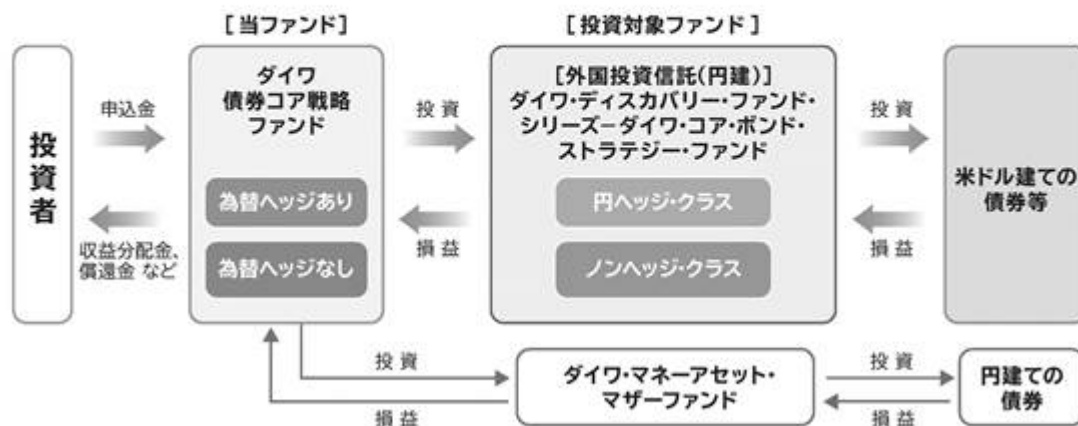 [当ファンド]
[投資対象ファンド]
投資者
申込金
収益分配金、
償還金 など
ダイワ
債券コア戦略
ファンド
為替ヘッジあり
為替ヘッジなし
投 資
損 益
[外国投資信託(円建)]
ダイワ・ディスカバリー・ファンド・
シリーズ－ダイワ・コア・ボンド・
ストラテジー・ファンド
円ヘッジ・クラス
ノンヘッジ・クラス
投 資
損 益
米ドル建ての
債券等
投 資
損 益
ダイワ・マネーアセット・
マザーファンド
投 資
損 益
円建ての
債券